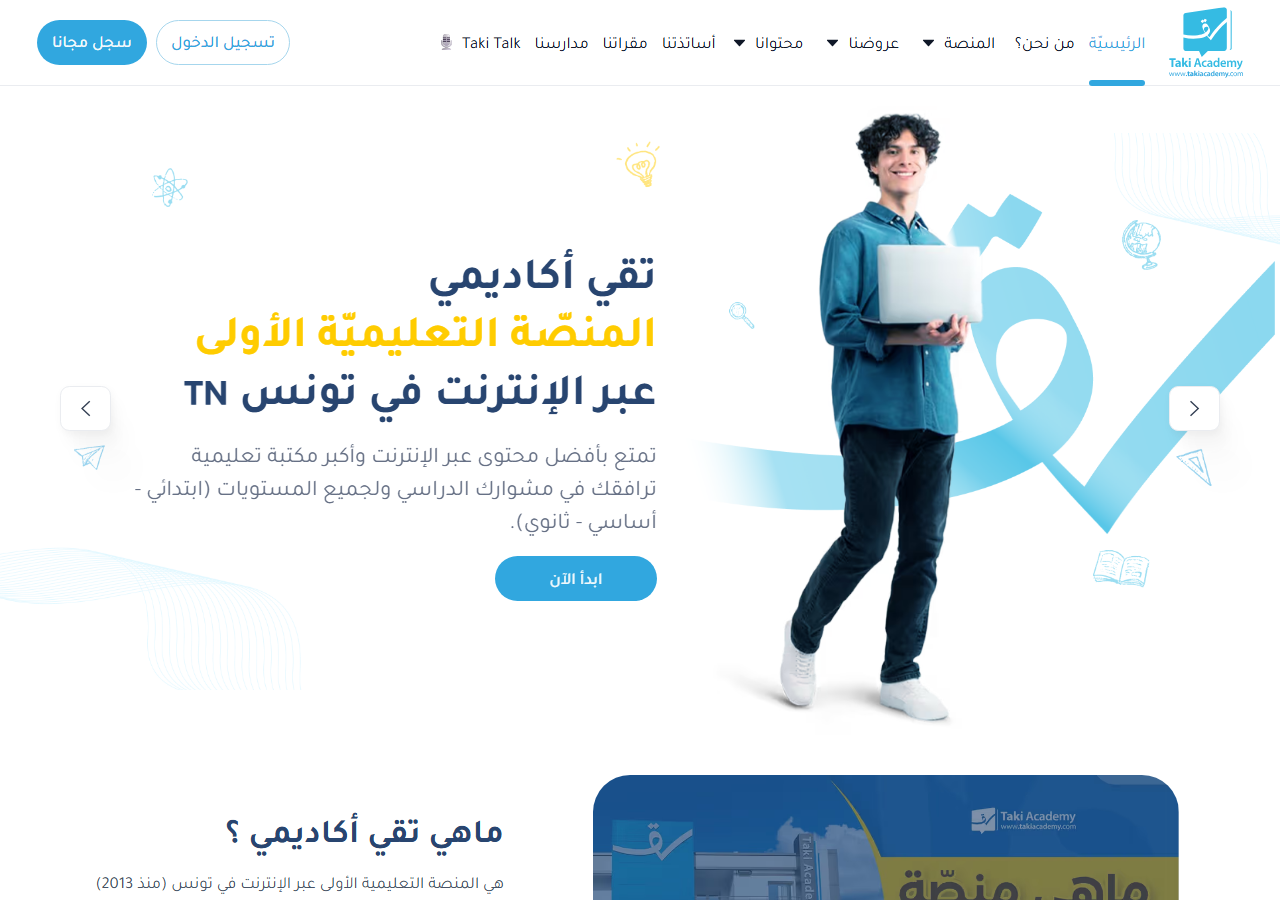 Taki Academy
www.takiacademy.com
الرئيسيّة
من نحن؟
المنصة
عروضنا
محتوانا
أساتذتنا
مقراتنا
مدارسنا
Taki Talk
تسجيل الدخول
سجل مجانا
تقي أكاديمي
المنصّة التعليميّة الأولى
عبر الإنترنت في تونس TN
تمتع بأفضل محتوى عبر الإنترنت وأكبر مكتبة تعليمية
ترافقك في مشوارك الدراسي ولجميع المستويات (ابتدائي -
أساسي - ثانوي).
ابدأ الآن
Taki Academy
www.takiacademy.com
Taki Acade
ماهي منصّة
ماهي تقي أكاديمي ؟
هي المنصة التعليمية الأولى عبر الإنترنت في تونس (منذ 2013)